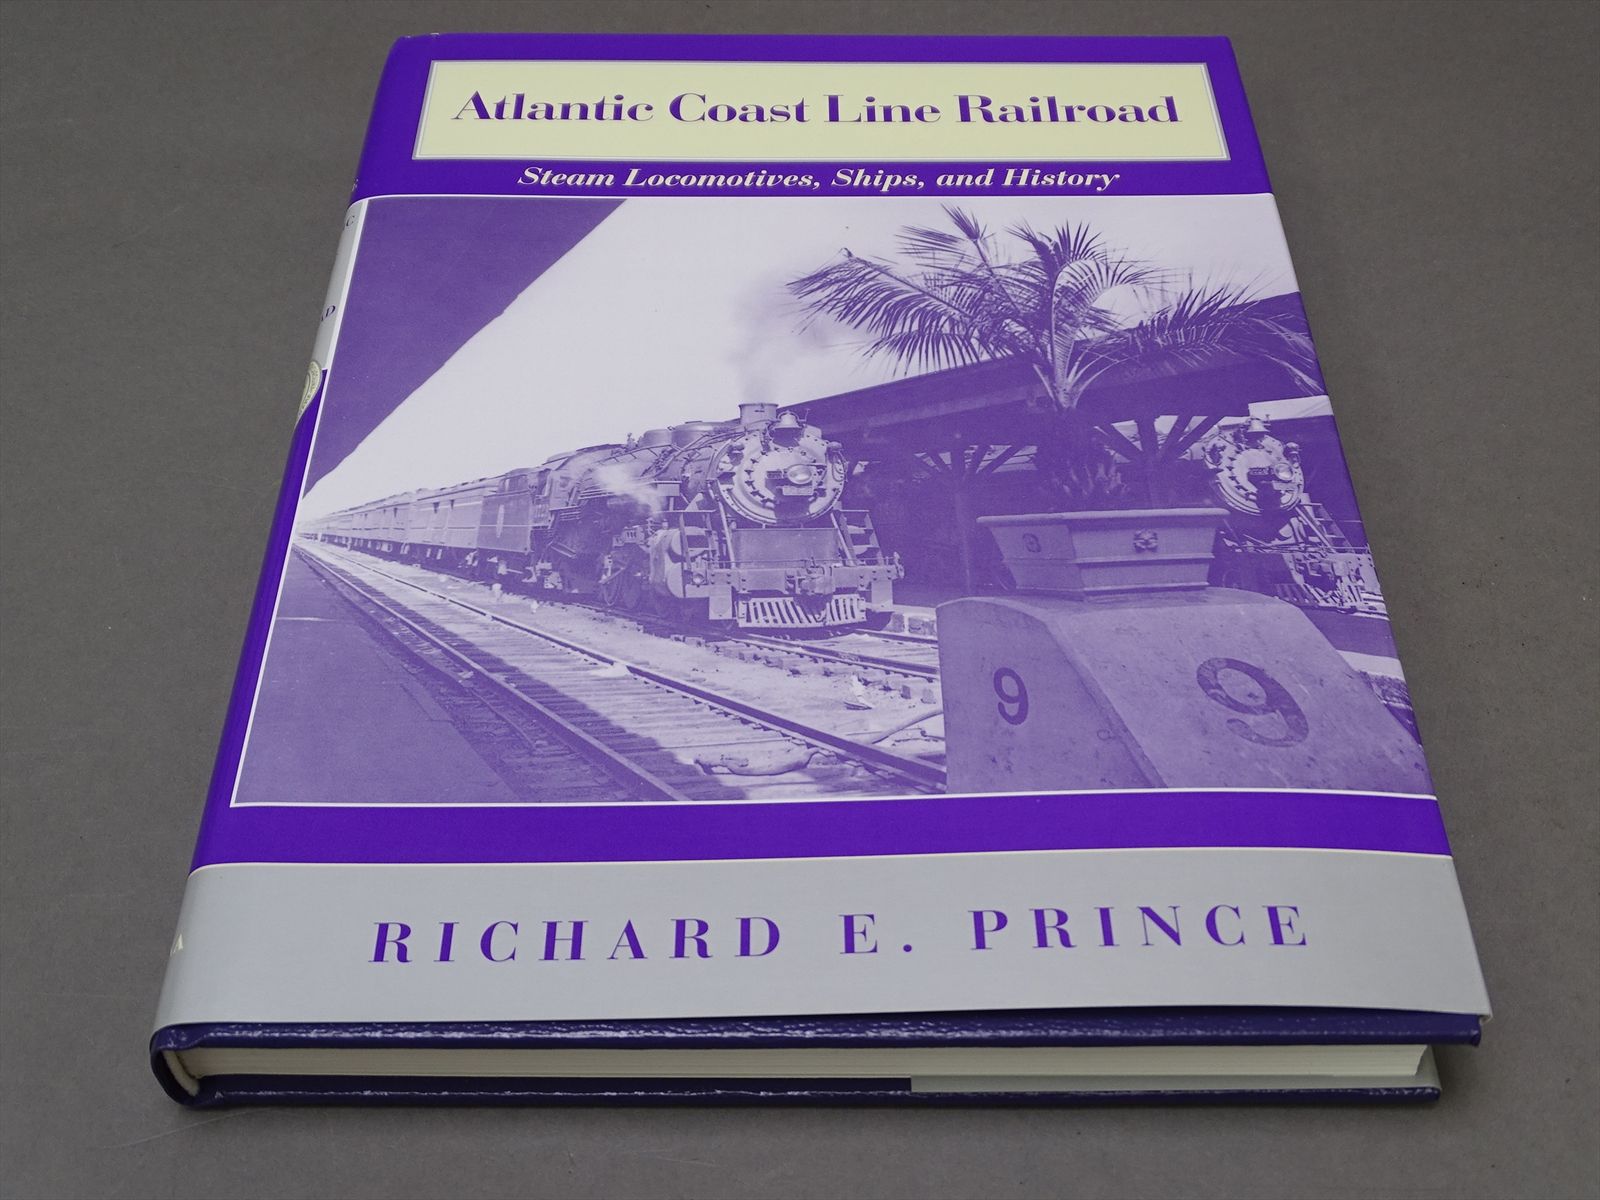 Atlantic Coast Line Railroad
Steam Locomotives, Ships, and History
9
9
RICHARD E. PRINCE